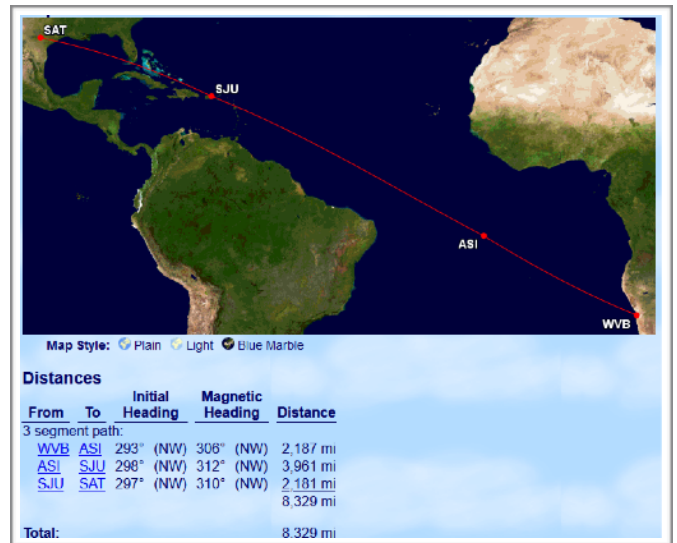 SAT
SJU
ASI
WVB
Map Style: Plain Light Blue Marble
Distances
Initial Magnetic
From To Heading Heading Distance
3 segment path:
WVB ASI 293° (NW) 306° (NW) 2,187 mi
ASI SJU 298° (NW) 312° (NW) 3,961 mi
SJU SAT 297° (NW) 310° (NW) 2,181 mi
8,329 mi
Total: 8,329 mi